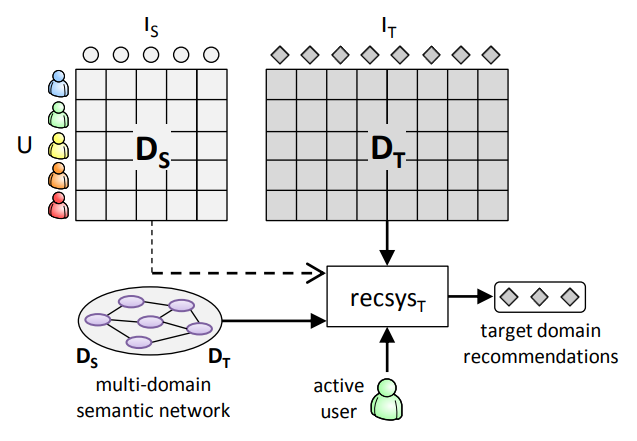 I_S
I_T
U
D_S
D_T
recsys_T
D_S
D_T
multi-domain
semantic network
active
user
target domain
recommendations